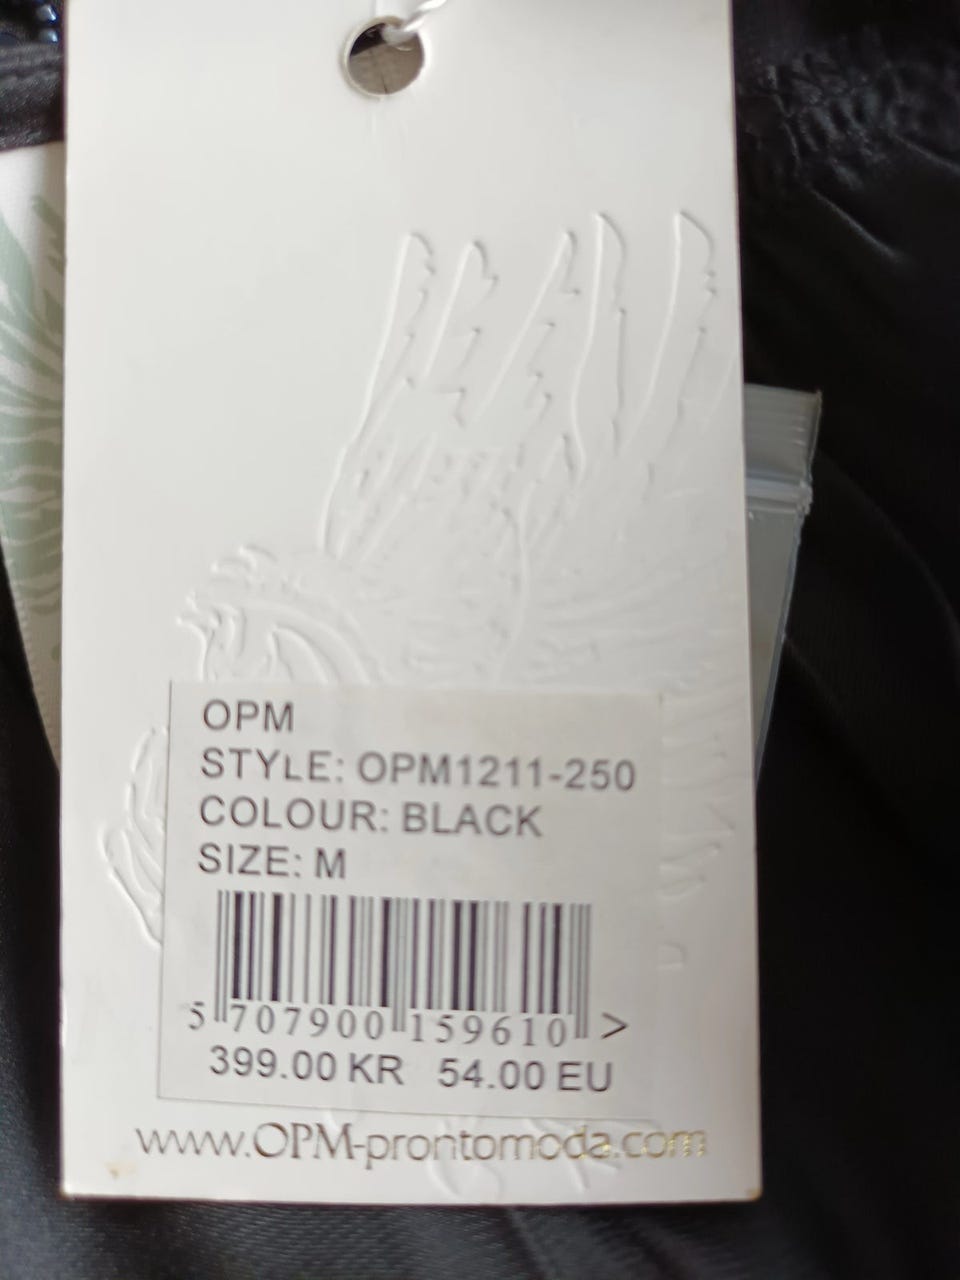 OPM
STYLE: OPM1211-250
COLOUR: BLACK
SIZE: M
5 707900 159610 >
399.00 KR 54.00 EU
www.OPM-prontomoda.com